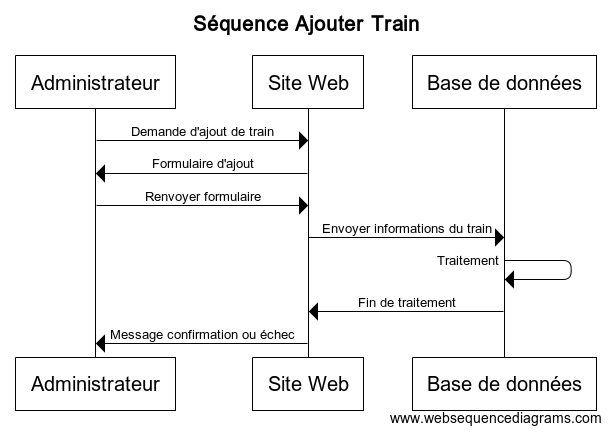 Séquence Ajouter Train
Administrateur
Site Web
Base de données
Demande d'ajout de train
Formulaire d'ajout
Renvoyer formulaire
Envoyer informations du train
Traitement
Fin de traitement
Message confirmation ou échec
Administrateur
Site Web
Base de données
www.websequencediagrams.com